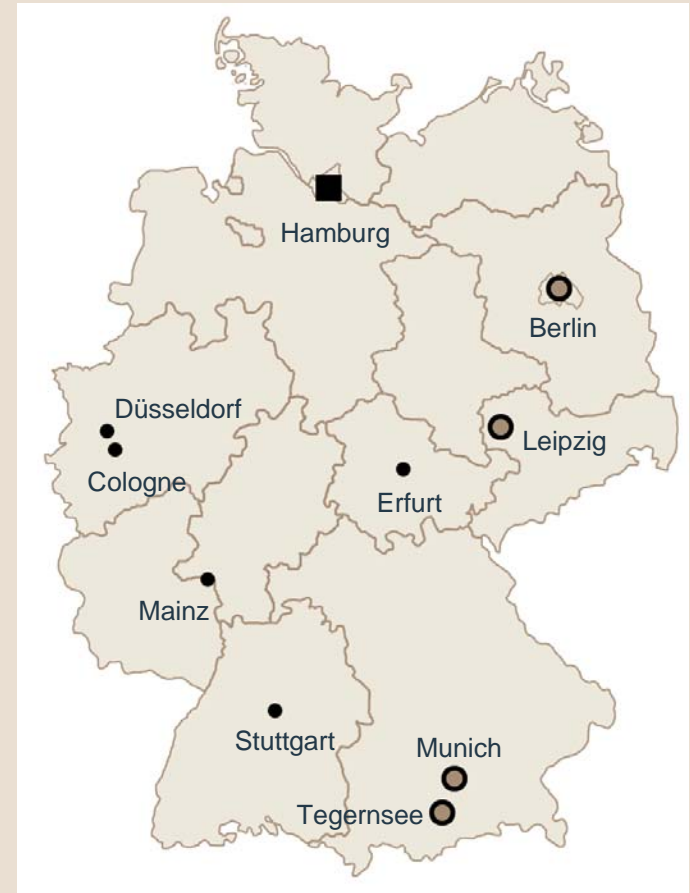 Hamburg
Berlin
Düsseldorf
Leipzig
Cologne
Erfurt
Mainz
Stuttgart
Munich
Tegernsee